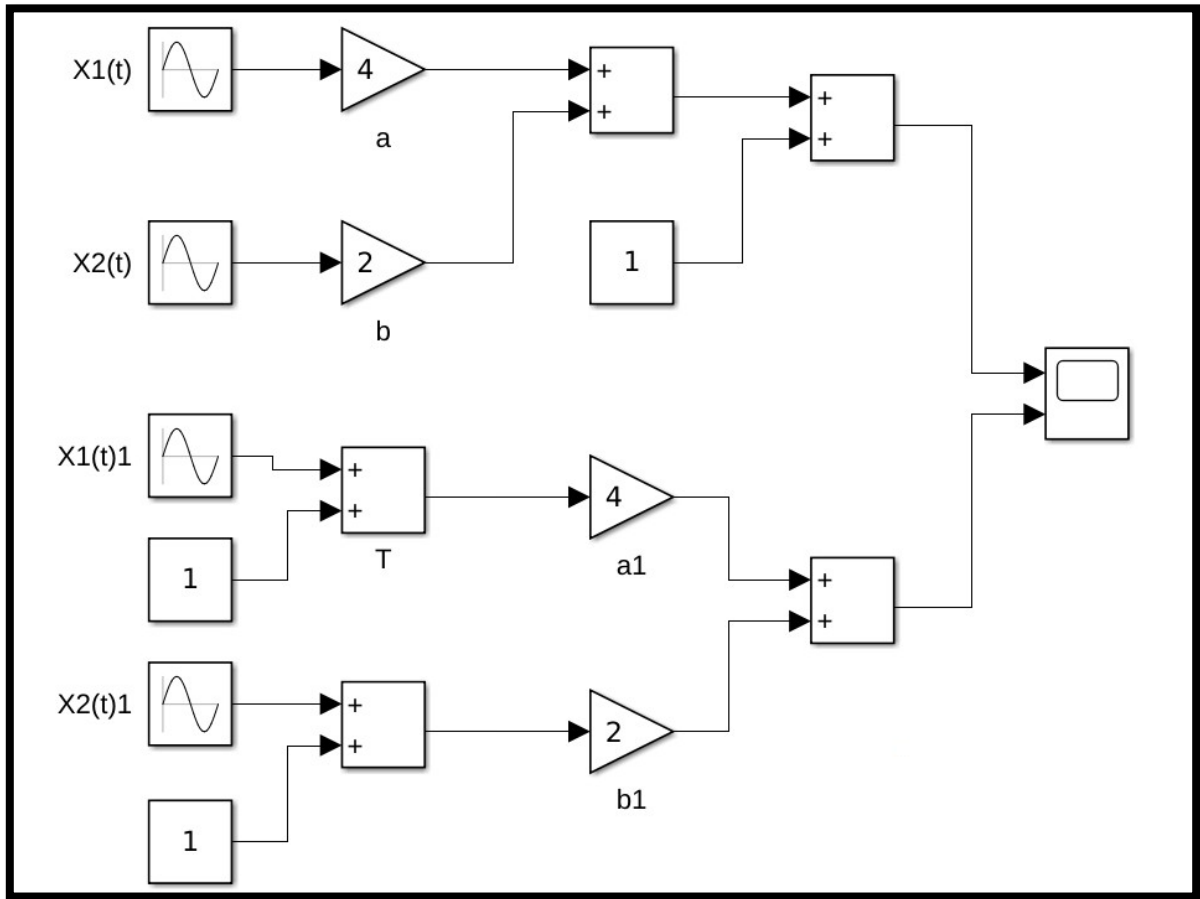 X1(t)
4
+
+
a
+
+
X2(t)
2
1
b
X1(t)1
+
+
4
T
a1
1
+
+
X2(t)1
+
+
2
b1
1